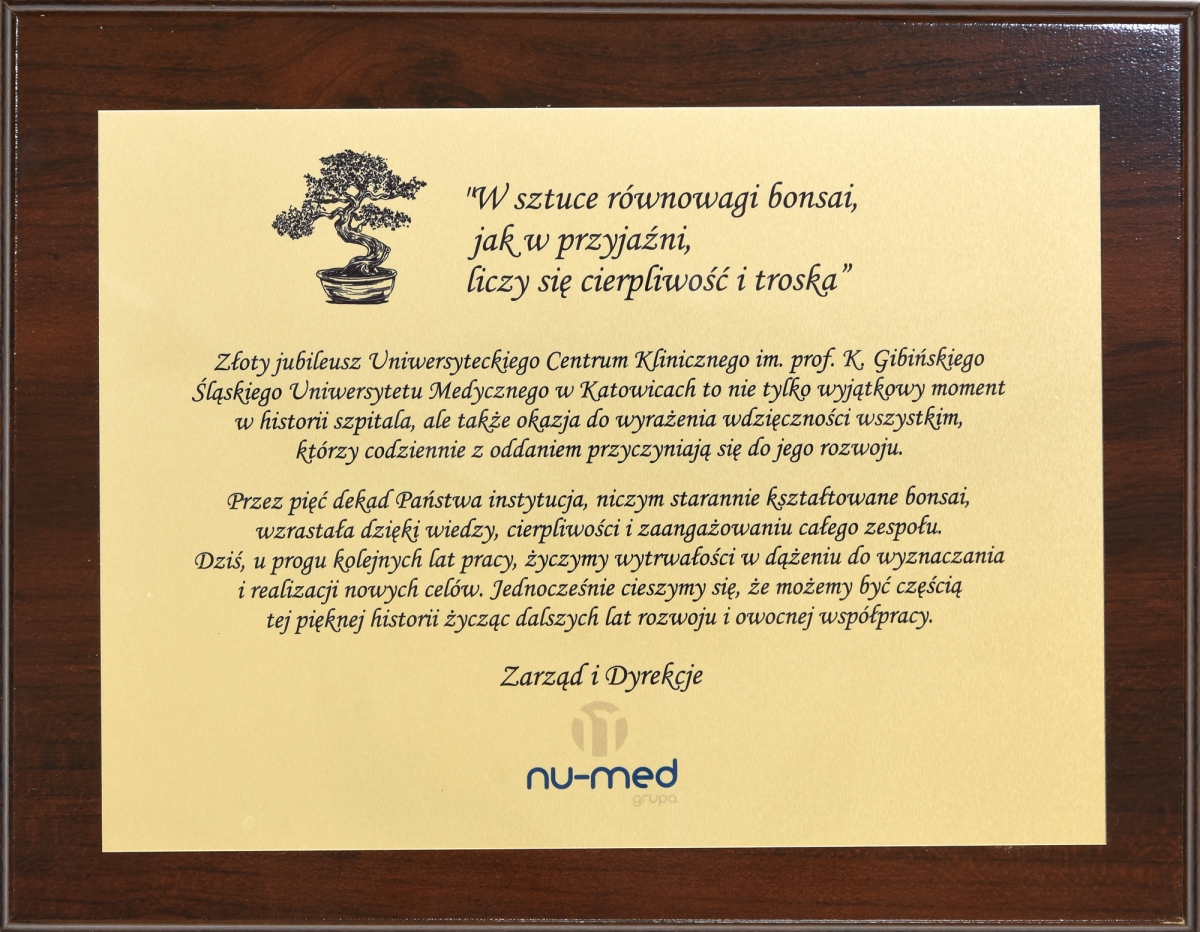 "W sztuce równowagi bonsai,
jak w przyjaźni,
liczy się cierpliwość i troska”
Złoty jubileusz Uniwersyteckiego Centrum Klinicznego im. prof. K. Gibińskiego
Śląskiego Uniwersytetu Medycznego w Katowicach to nie tylko wyjątkowy moment
w historii szpitala, ale także okazja do wyrażenia wdzięczności wszystkim,
którzy codziennie z oddaniem przyczyniają się do jego rozwoju.
Przez pięć dekad Państwa instytucja, niczym starannie kształtowane bonsai,
wzrastała dzięki wiedzy, cierpliwości i zaangażowaniu całego zespołu.
Dziś, u progu kolejnych lat pracy, życzymy wytrwałości w dążeniu do wyznaczania
i realizacji nowych celów. Jednocześnie cieszymy się, że możemy być częścią
tej pięknej historii życząc dalszych lat rozwoju i owocnej współpracy.
Zarząd i Dyrekcje
nu-med
grupa